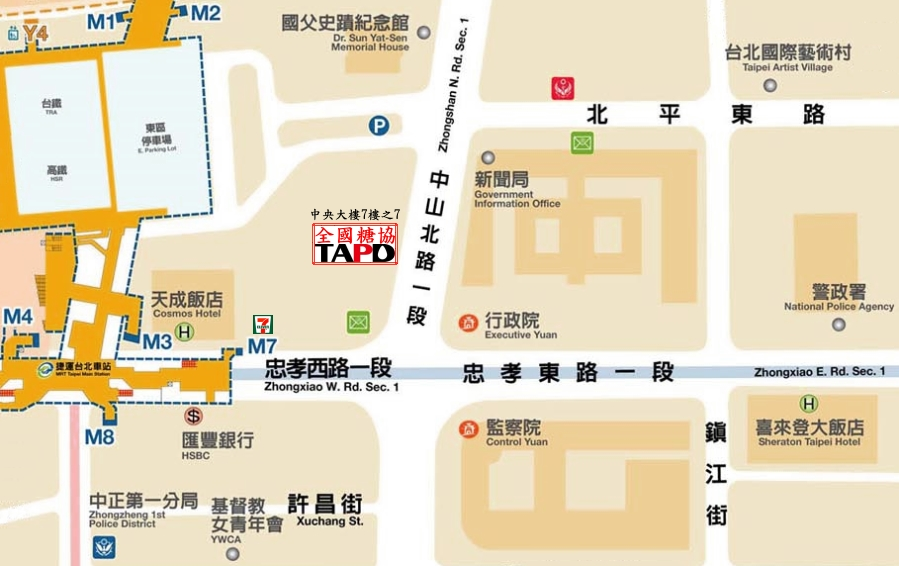 M1
M2
Y4
國父史蹟紀念館
Dr. Sun Yat-Sen
Memorial House
Zhongshan N. Rd. Sec. 1
台北國際藝術村
Taipei Artist Village
北平東路
台鐵
TRA
東區
停車場
E. Parking Lot
高鐵
HSR
P
新聞局
Government
Information Office
中山北路一段
中央大樓7樓之7
全國糖協
TAPD
天成飯店
Cosmos Hotel
H
警政署
National Police Agency
M4
M3
7
ELEVEN
M7
行政院
Executive Yuan
捷運台北車站
MRT Taipei Main Station
忠孝西路一段
Zhongxiao W. Rd. Sec. 1
忠孝東路一段
Zhongxiao E. Rd. Sec. 1
M8
$
匯豐銀行
HSBC
監察院
Control Yuan
鎮江街
H
喜來登大飯店
Sheraton Taipei Hotel
中正第一分局
Zhongzheng 1st
Police District
基督教
女青年會
YWCA
許昌街
Xuchang St.